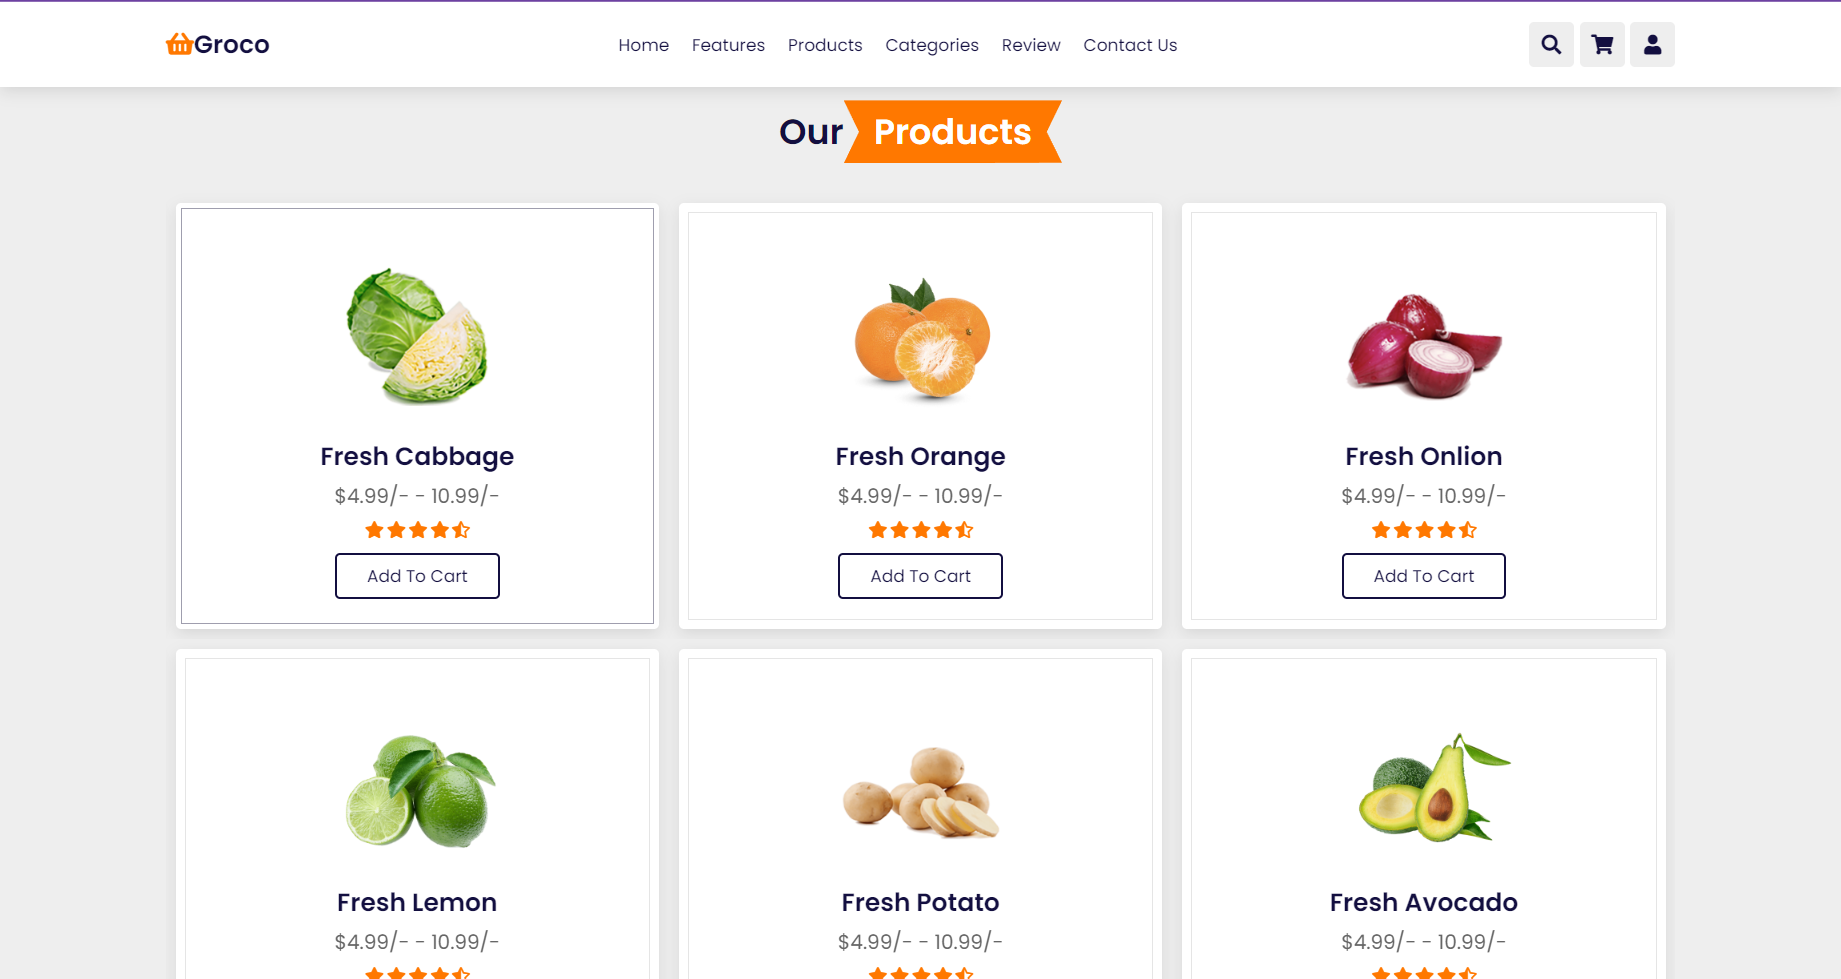 Groco
Home Features Products Categories Review Contact Us
Our Products
Fresh Cabbage
$4.99/- - 10.99/-
Add To Cart
Fresh Orange
$4.99/- - 10.99/-
Add To Cart
Fresh Onlion
$4.99/- - 10.99/-
Add To Cart
Fresh Lemon
$4.99/- - 10.99/-
Fresh Potato
$4.99/- - 10.99/-
Fresh Avocado
$4.99/- - 10.99/-